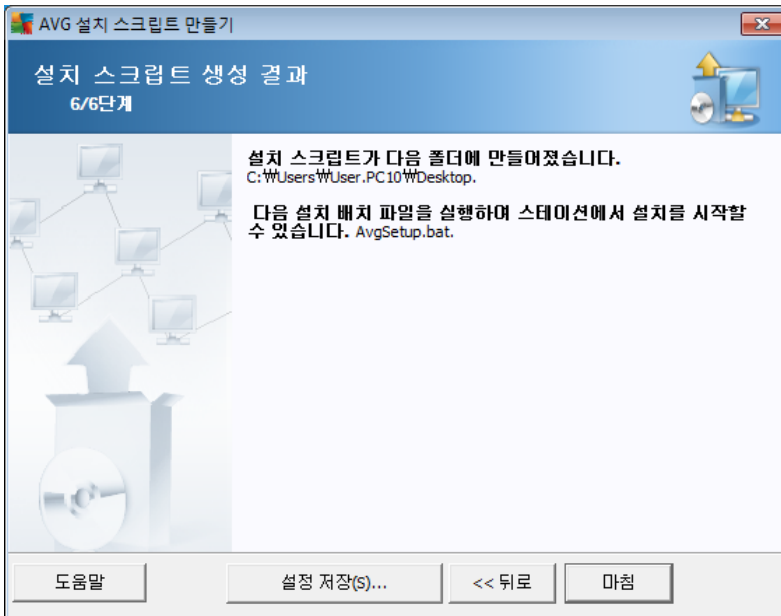 AVG 설치 스크립트 만들기
설치 스크립트 생성 결과
6/6단계
설치 스크립트가 다음 폴더에 만들어졌습니다.
C:₩Users₩User.PC10₩Desktop.
다음 설치 배치 파일을 실행하여 스테이션에서 설치를 시작할
수 있습니다. AvgSetup.bat.
도움말
설정 저장(S)...
<< 뒤로
마침